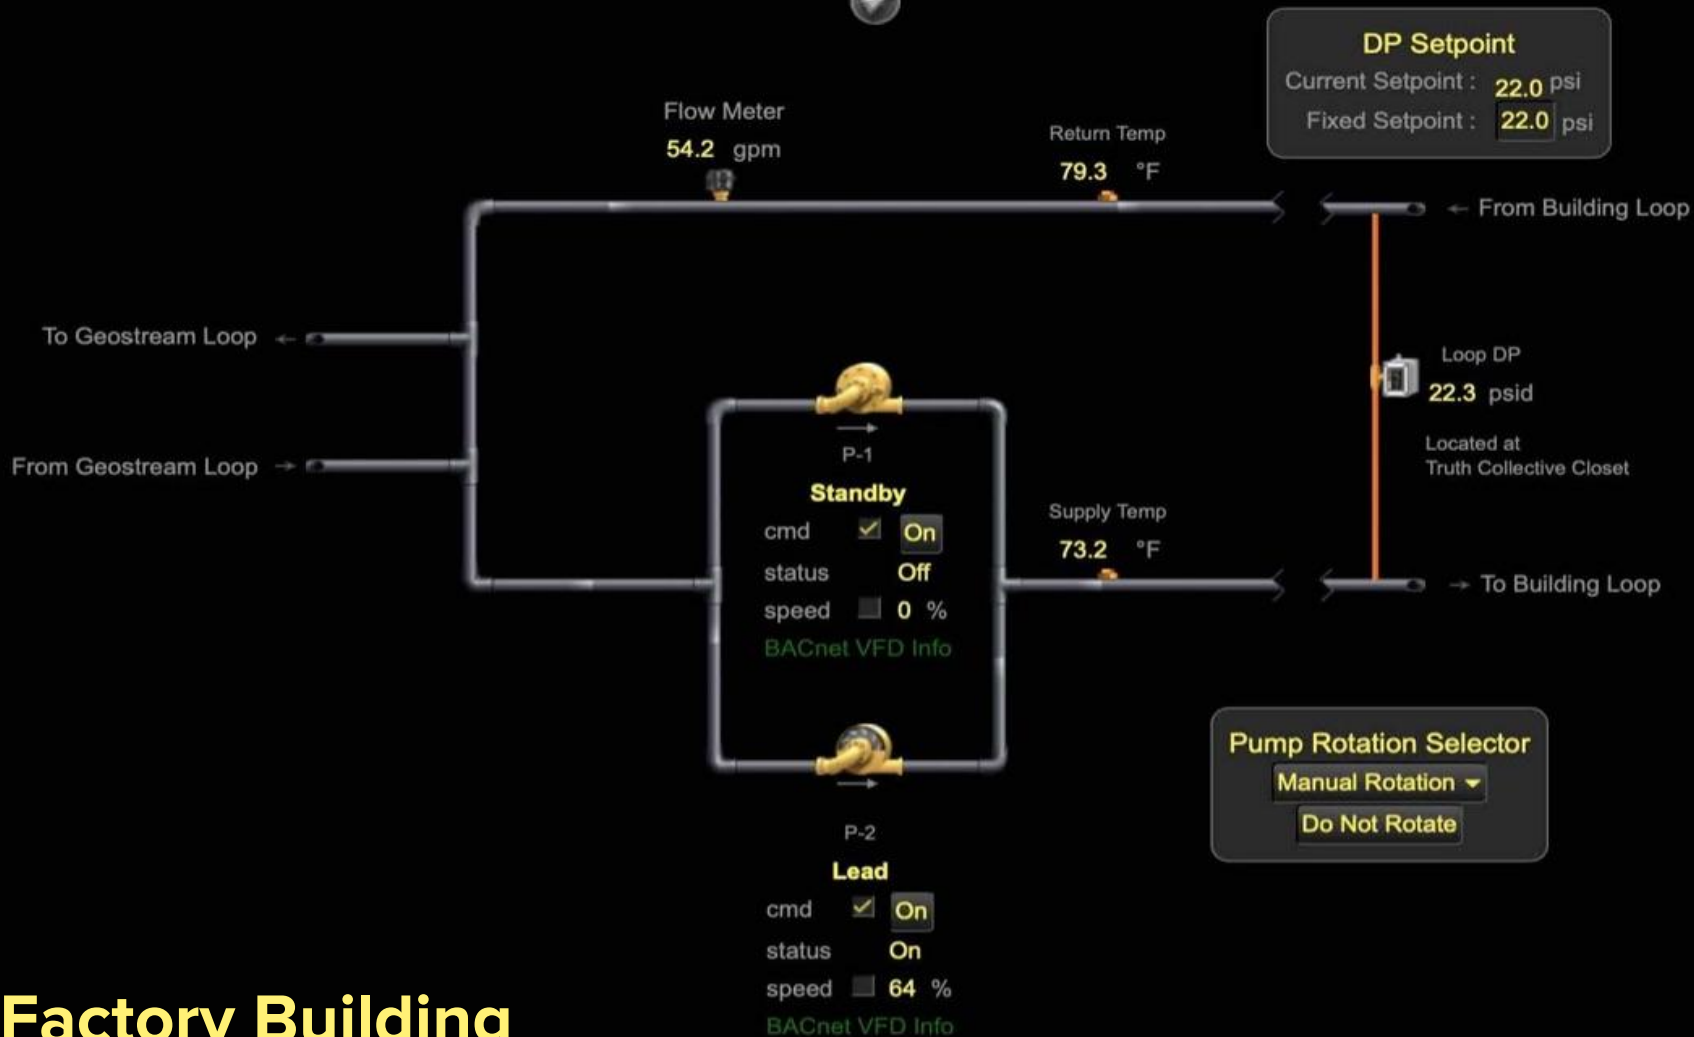 DP Setpoint
Current Setpoint : 22.0 psi
Fixed Setpoint : 22.0 psi
Flow Meter
54.2 gpm
Return Temp
79.3 °F
← From Building Loop
To Geostream Loop ←
Loop DP
22.3 psid
Located at
Truth Collective Closet
From Geostream Loop →
P-1
Standby
cmd On
status Off
speed 0 %
BACnet VFD Info
Supply Temp
73.2 °F
→ To Building Loop
Pump Rotation Selector
Manual Rotation
Do Not Rotate
P-2
Lead
cmd On
status On
speed 64 %
BACnet VFD Info
Factory Building